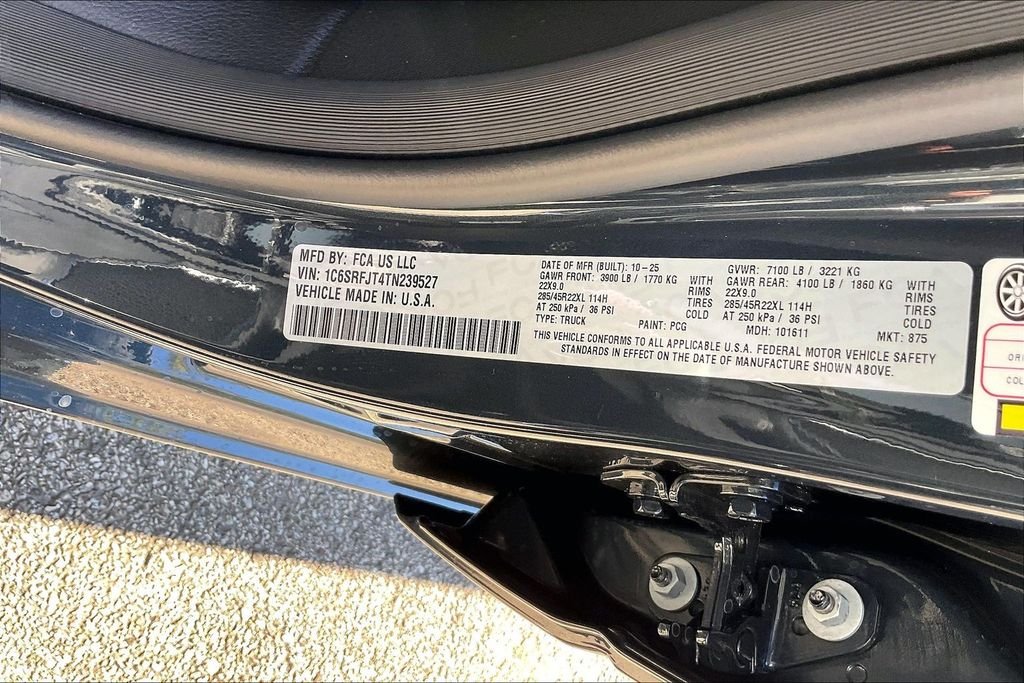 MFD BY: FCA US LLC
VIN: 1C6SRFJT4TN239527
VEHICLE MADE IN: U.S.A.
DATE OF MFR (BUILT): 10-25
GAWR FRONT: 3900 LB / 1770 KG WITH
22X9.0 RIMS
285/45R22XL 114H TIRES
AT 250 kPa / 36 PSI COLD
TYPE: TRUCK PAINT: PCG
GVWR: 7100 LB / 3221 KG
GAWR REAR: 4100 LB / 1860 KG WITH
22X9.0 RIMS
285/45R22XL 114H TIRES
AT 250 kPa / 36 PSI COLD
MDH: 101611 MKT: 875
THIS VEHICLE CONFORMS TO ALL APPLICABLE U.S.A. FEDERAL MOTOR VEHICLE SAFETY
STANDARDS IN EFFECT ON THE DATE OF MANUFACTURE SHOWN ABOVE.